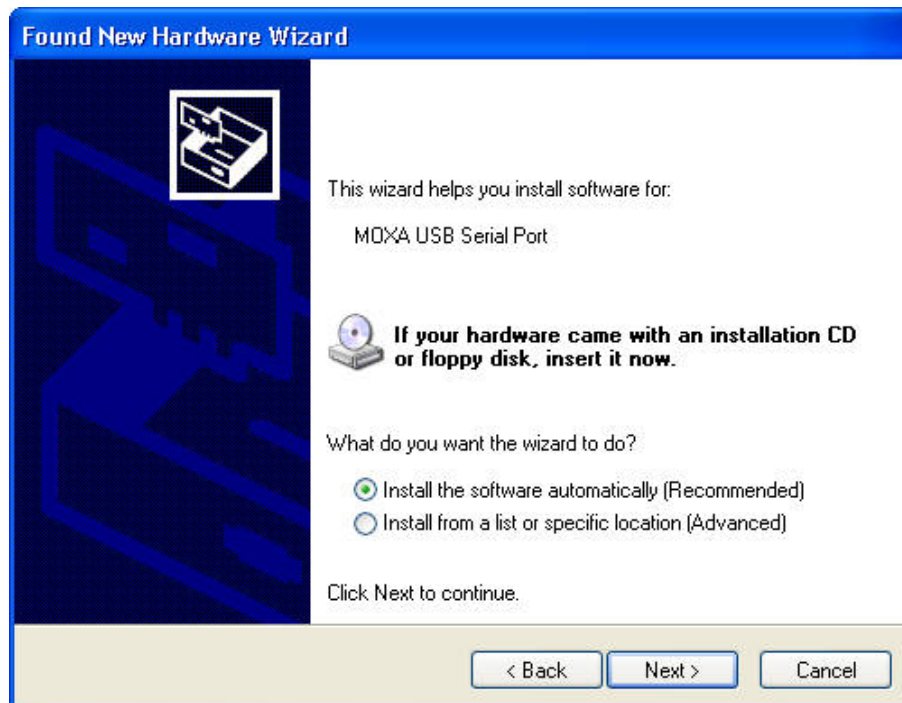 Found New Hardware Wizard
This wizard helps you install software for:
MOXA USB Serial Port
If your hardware came with an installation CD
or floppy disk, insert it now.
What do you want the wizard to do?
Install the software automatically (Recommended)
Install from a list or specific location (Advanced)
Click Next to continue.
< Back Next > Cancel